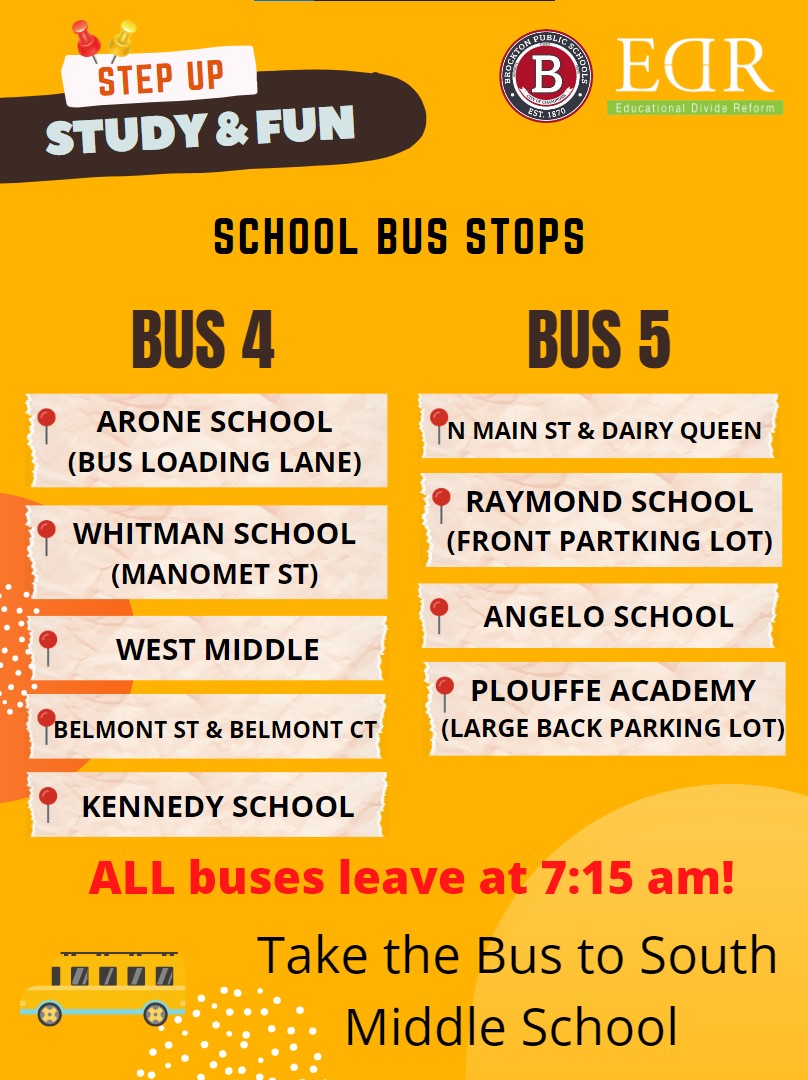 STEP UP
STUDY & FUN
BROCKTON PUBLIC SCHOOLS
B
CITY OF CHAMPIONS
EST. 1870
EDR
Educational Divide Reform
SCHOOL BUS STOPS
BUS 4
ARONE SCHOOL
(BUS LOADING LANE)
WHITMAN SCHOOL
(MANOMET ST)
WEST MIDDLE
BELMONT ST & BELMONT CT
KENNEDY SCHOOL
BUS 5
N MAIN ST & DAIRY QUEEN
RAYMOND SCHOOL
(FRONT PARTKING LOT)
ANGELO SCHOOL
PLOUFFE ACADEMY
(LARGE BACK PARKING LOT)
ALL buses leave at 7:15 am!
Take the Bus to South
Middle School